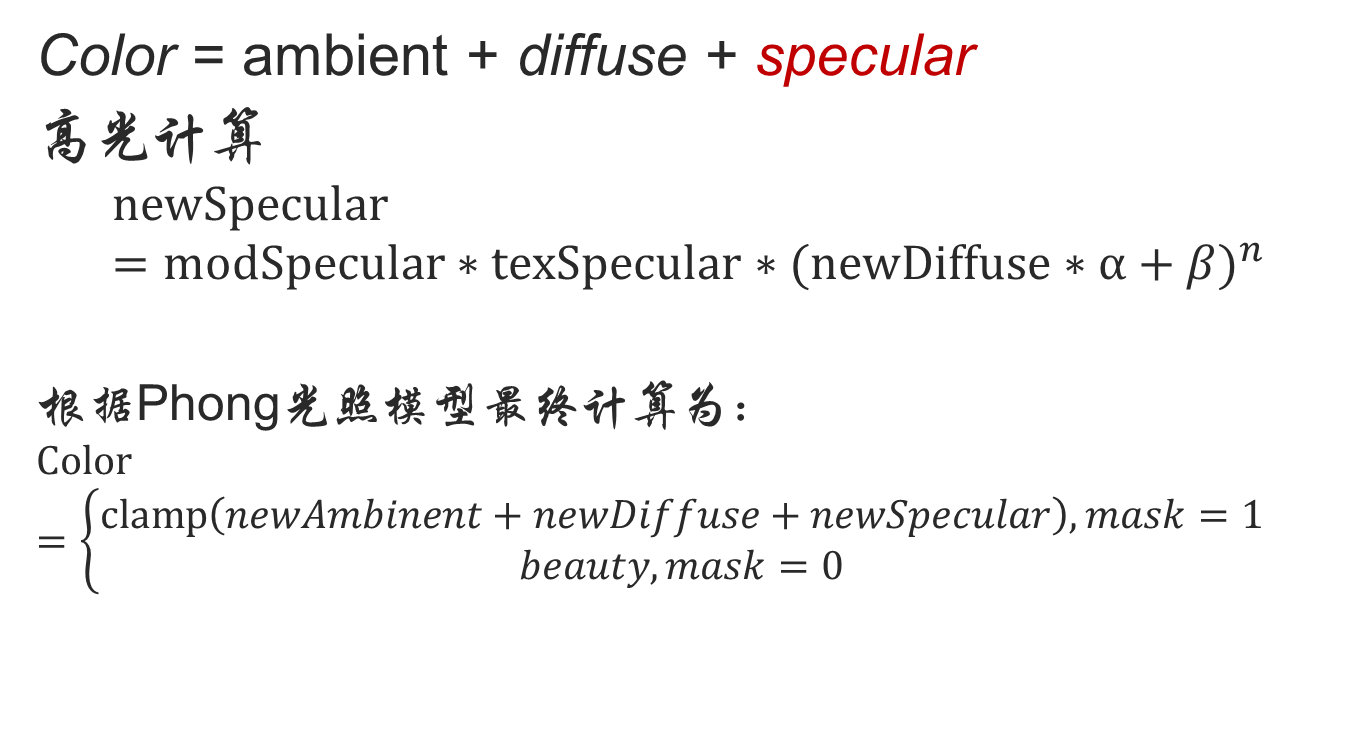 Color = ambient + diffuse + specular
高光计算
newSpecular
= modSpecular ∗ texSpecular ∗ (newDiffuse ∗ α + β)ⁿ
根据Phong光照模型最终计算为：
Color
= { clamp(newAmbinent + newDiffuse + newSpecular), mask = 1
beauty, mask = 0